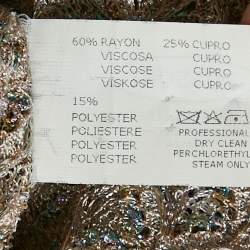 60% RAYON 25% CUPRO
VISCOSA CUPRO
VISCOSE CUPRO
VISKOSE CUPRO
15%
POLYESTER
POLIESTERE
POLYESTER
POLYESTER
PROFESSIONAL
DRY CLEAN
PERCHLORETHYL
STEAM ONLY